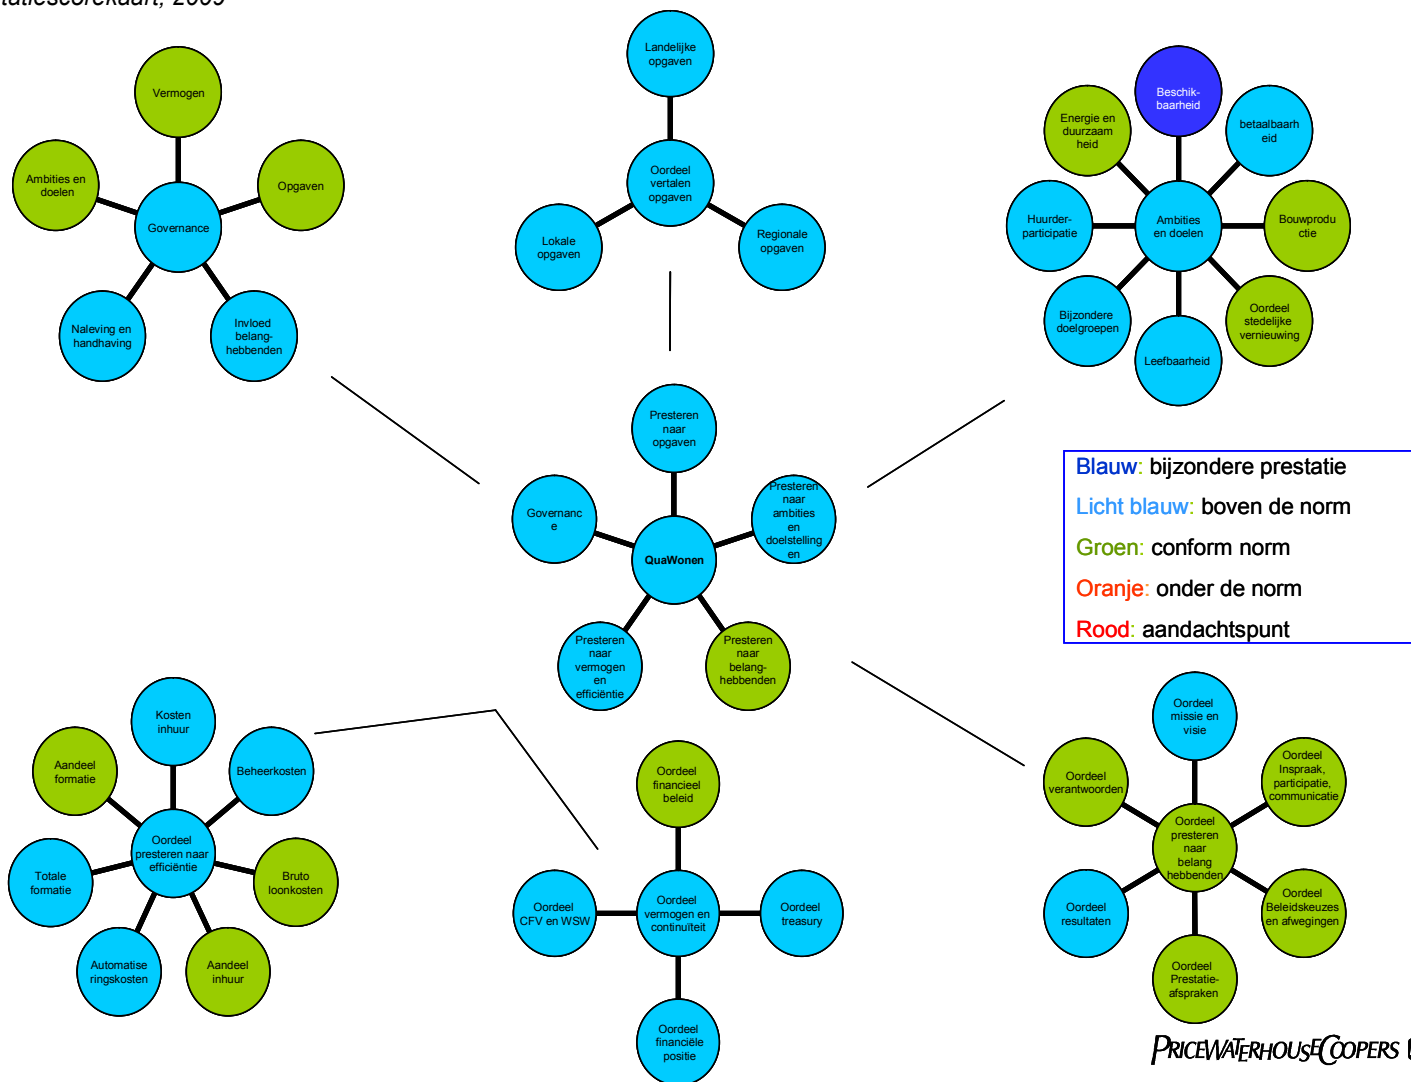 Vermogen
Ambities en
doelen
Opgaven
Governance
Naleving en
handhaving
Invloed
belang-
hebbenden
Landelijke
opgaven
Oordeel
vertalen
opgaven
Lokale
opgaven
Regionale
opgaven
Beschik-
baarheid
Energie en
duurzaam
heid
betaalbaarh
eid
Huurder-
participatie
Ambities
en doelen
Bouwprodu
ctie
Bijzondere
doelgroepen
Oordeel
stedelijke
vernieuwing
Leefbaarheid
Presteren
naar
opgaven
Governanc
e
Presteren
naar
ambities
en
doelstelling
en
QuaWonen
Presteren
naar
vermogen
en
efficiëntie
Presteren
naar
belang-
hebbenden
Blauw: bijzondere prestatie
Licht blauw: boven de norm
Groen: conform norm
Oranje: onder de norm
Rood: aandachtspunt
Kosten
inhuur
Aandeel
formatie
Beheerkosten
Oordeel
presteren naar
efficiëntie
Totale
formatie
Bruto
loonkosten
Automatise
ringskosten
Aandeel
inhuur
Oordeel
financieel
beleid
Oordeel
CFV en WSW
Oordeel
vermogen en
continuïteit
Oordeel
treasury
Oordeel
financiële
positie
Oordeel
missie en
visie
Oordeel
verantwoorden
Oordeel
Inspraak,
participatie,
communicatie
Oordeel
presteren
naar
belang
hebbenden
Oordeel
resultaten
Oordeel
Beleidskeuzes
en afwegingen
Oordeel
Prestatie-
afspraken
PRICEWATERHOUSECOOPERS